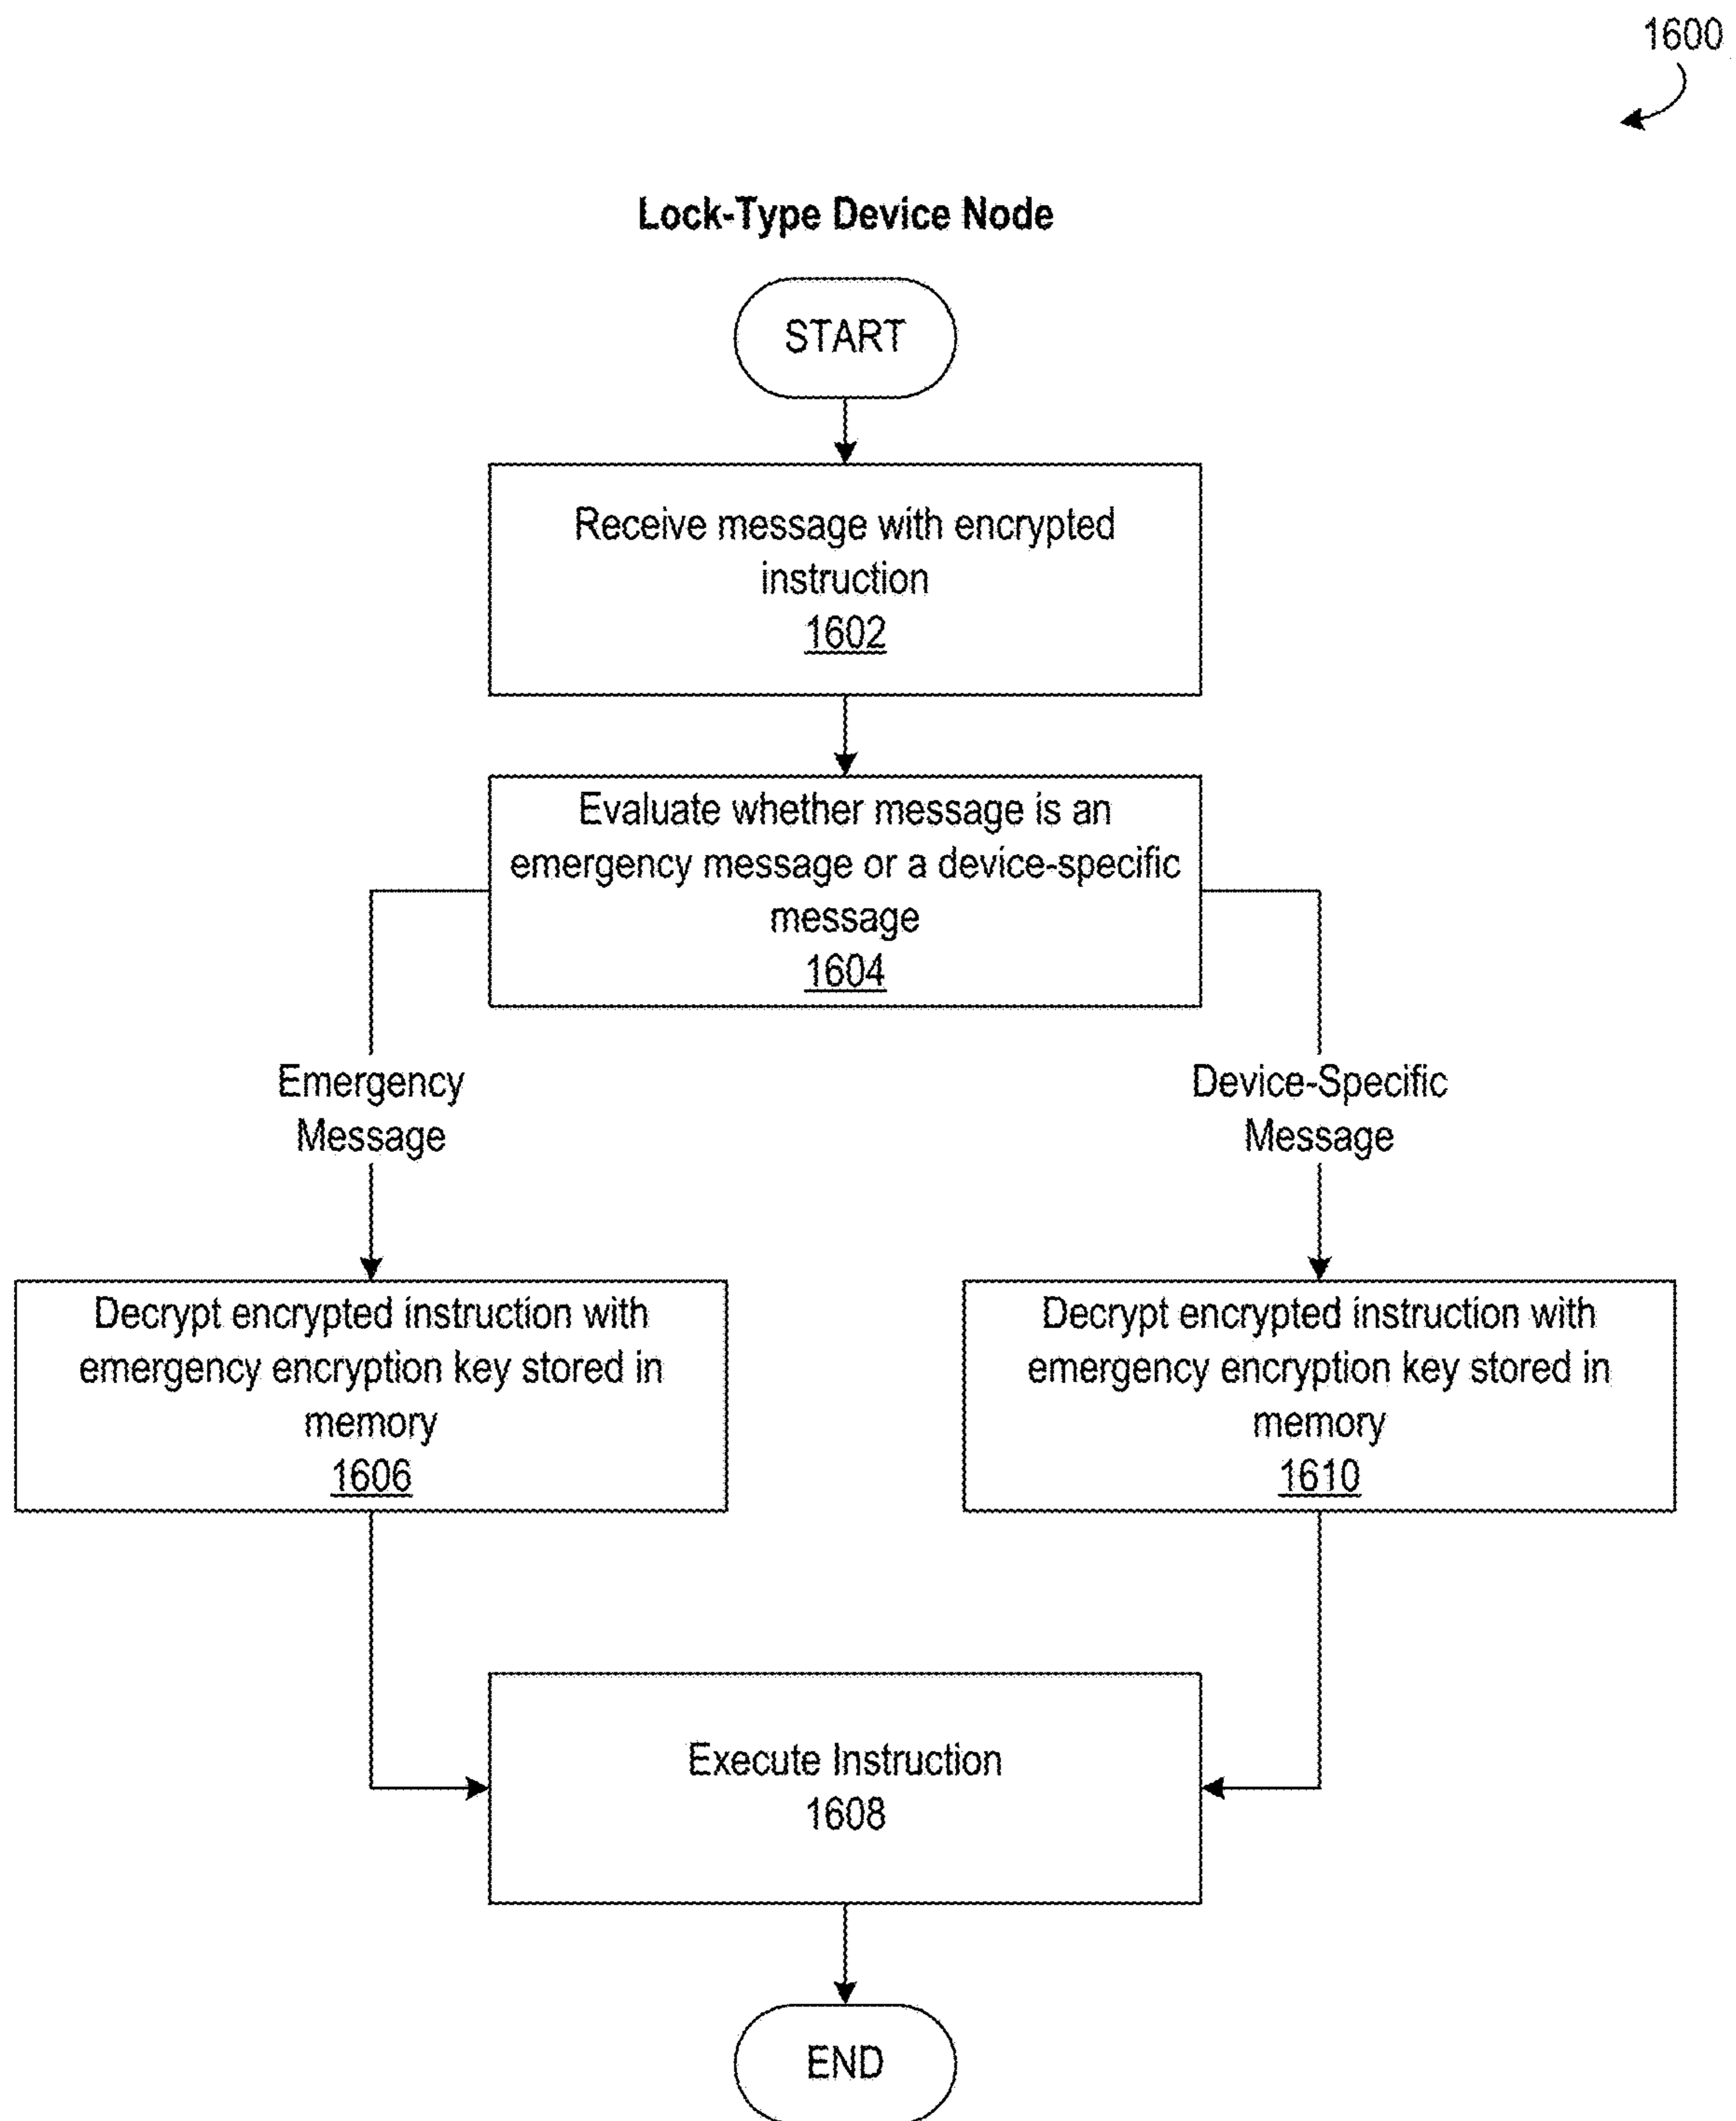 1600
Lock-Type Device Node
START
Receive message with encrypted
instruction
1602
Evaluate whether message is an
emergency message or a device-specific
message
1604
Emergency
Message
Device-Specific
Message
Decrypt encrypted instruction with
emergency encryption key stored in
memory
1606
Decrypt encrypted instruction with
emergency encryption key stored in
memory
1610
Execute Instruction
1608
END